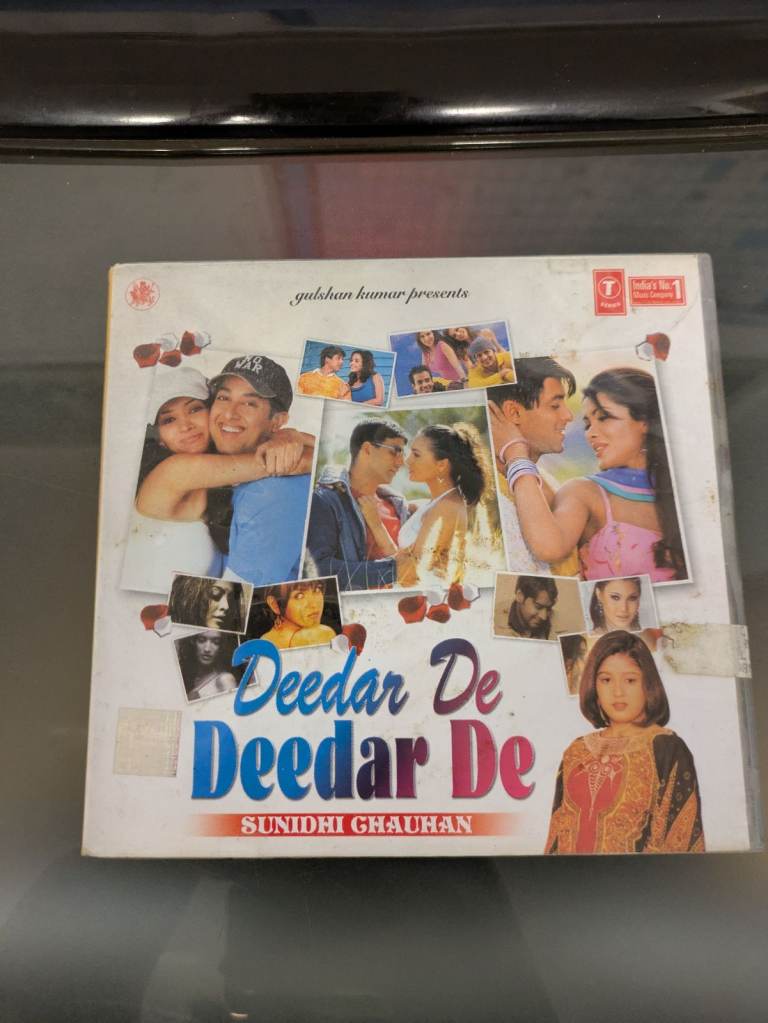 gulshan kumar presents
T
SERIES
India's No. 1
Music Company
NO
WAR
Deedar De
Deedar De
SUNIDHI CHAUHAN